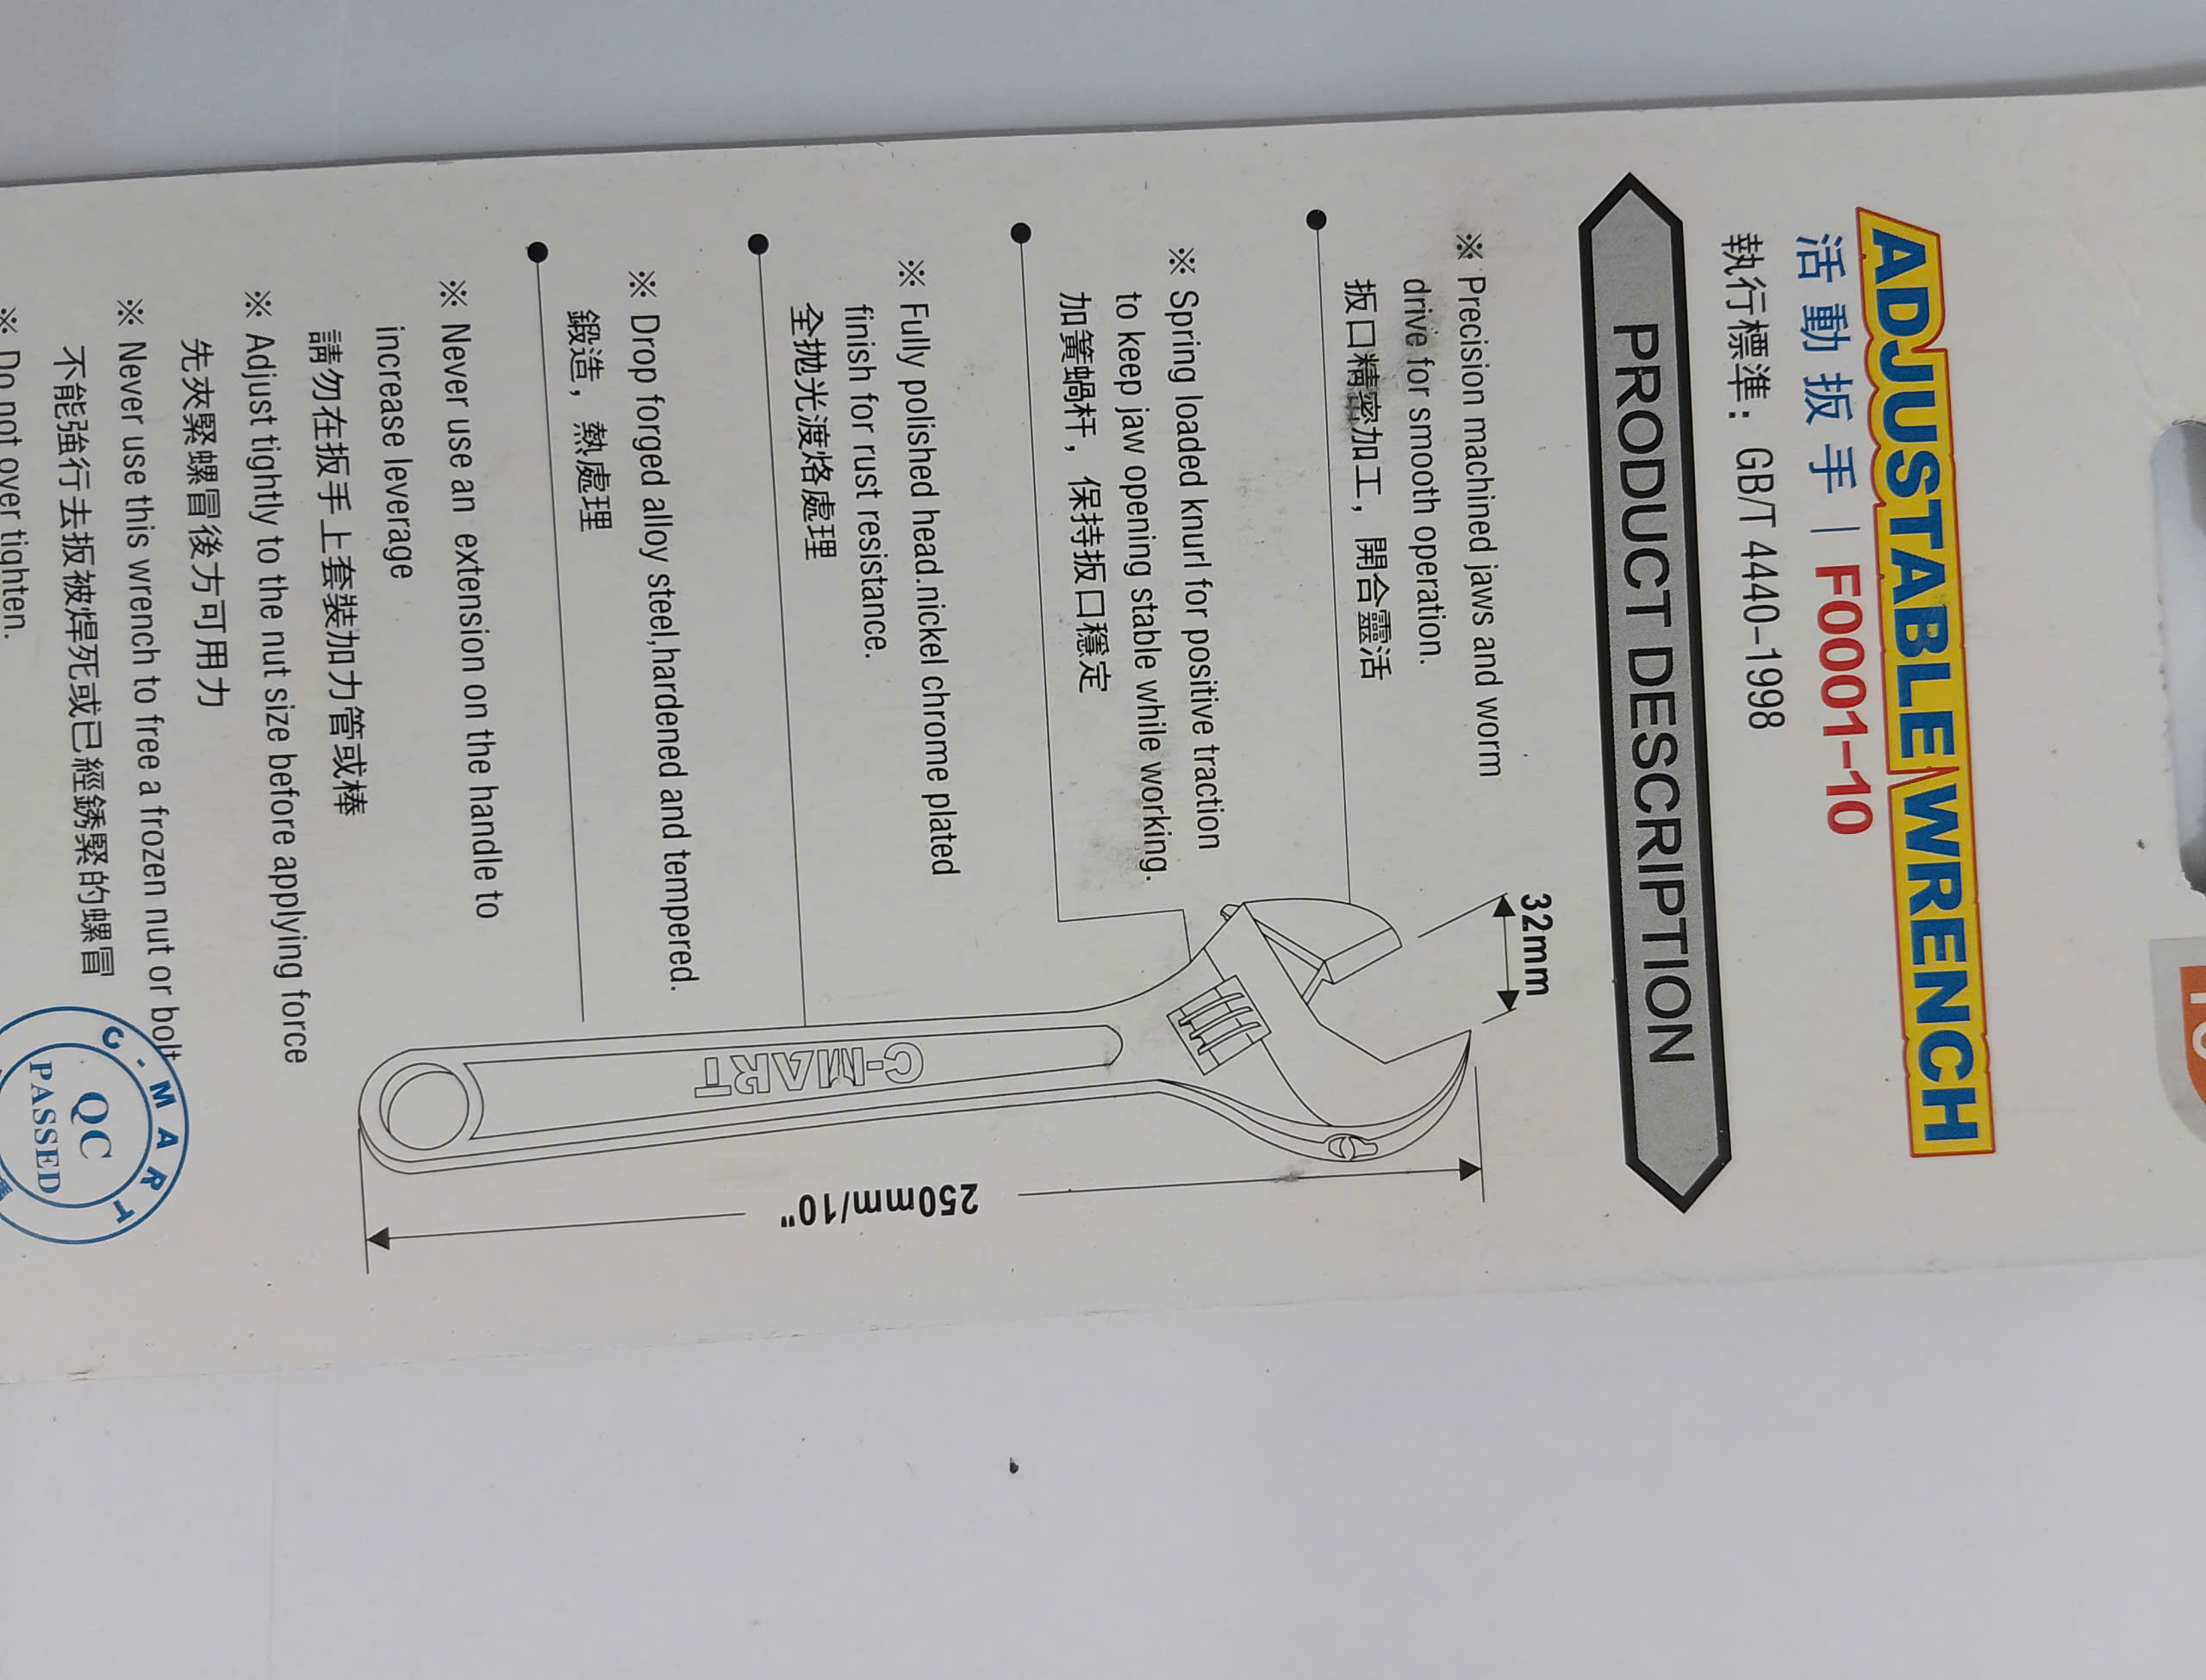 ADJUSTABLE WRENCH
活動扳手 | F0001-10
執行標準：GB/T 4440-1998
PRODUCT DESCRIPTION
※ Precision machined jaws and worm
drive for smooth operation.
扳口精密加工，開合靈活
※ Spring loaded knurl for positive traction
to keep jaw opening stable while working.
加簧蝸杆，保持扳口穩定
※ Fully polished head.nickel chrome plated
finish for rust resistance.
全拋光渡烙處理
※ Drop forged alloy steel,hardened and tempered.
鍛造，熱處理
32mm
C-MART
250mm/10"
※ Never use an extension on the handle to
increase leverage
請勿在扳手上套裝加力管或棒
※ Adjust tightly to the nut size before applying force
先夾緊螺冒後方可用力
※ Never use this wrench to free a frozen nut or bolt
不能強行去扳被焊死或已經銹緊的螺冒
※ Do not over tighten.
C-MART
QC
PASSED